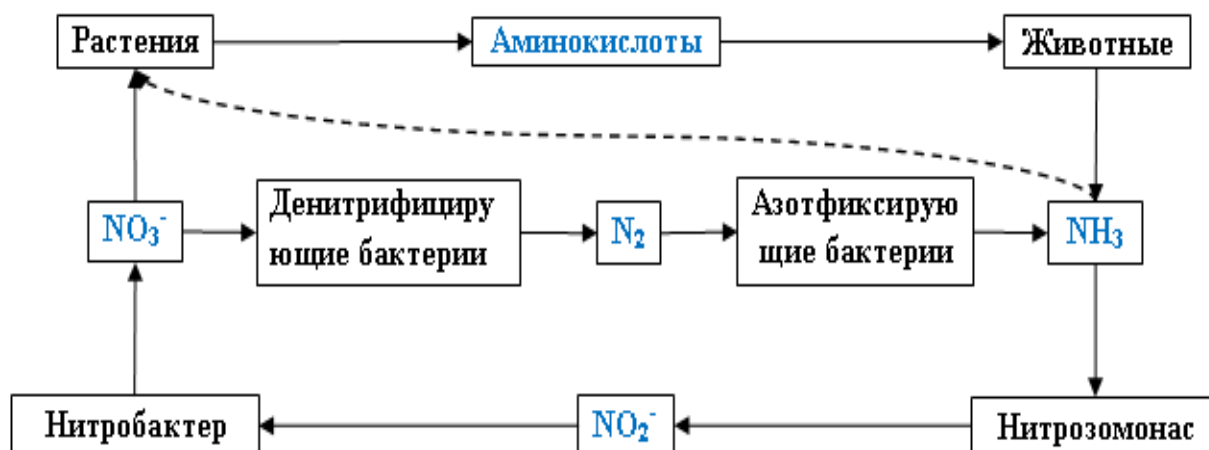 Растения
Аминокислоты
Животные
NO₃⁻
Денитрифициру
ющие бактерии
N₂
Азотфиксирую
щие бактерии
NH₃
Нитробактер
NO₂⁻
Нитрозомонас